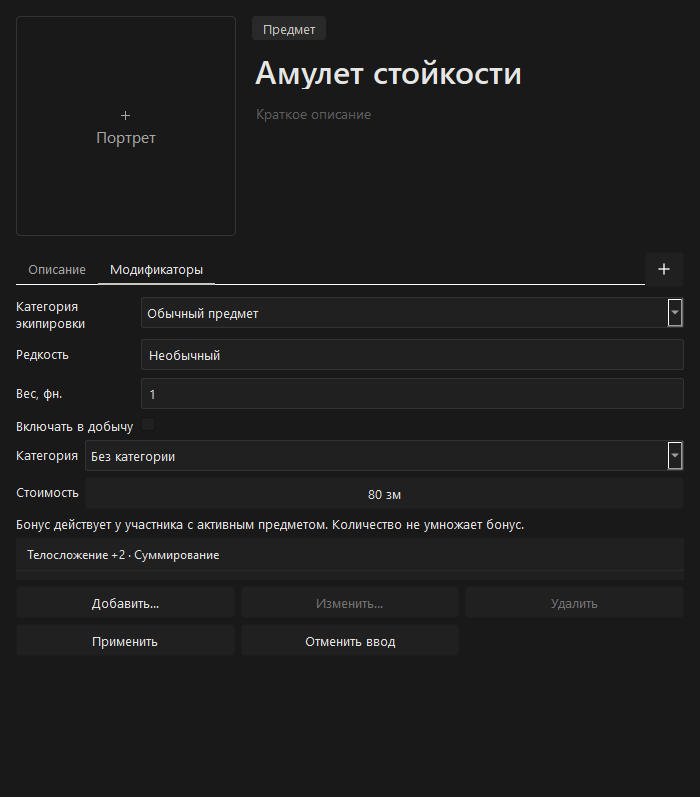 Предмет
Амулет стойкости
Краткое описание
+
Портрет
Описание Модификаторы +
Категория экипировки
Обычный предмет
Редкость Необычный
Вес, фн. 1
Включать в добычу
Категория Без категории
Стоимость 80 зм
Бонус действует у участника с активным предметом. Количество не умножает бонус.
Телосложение +2 · Суммирование
Добавить... Изменить... Удалить
Применить Отменить ввод